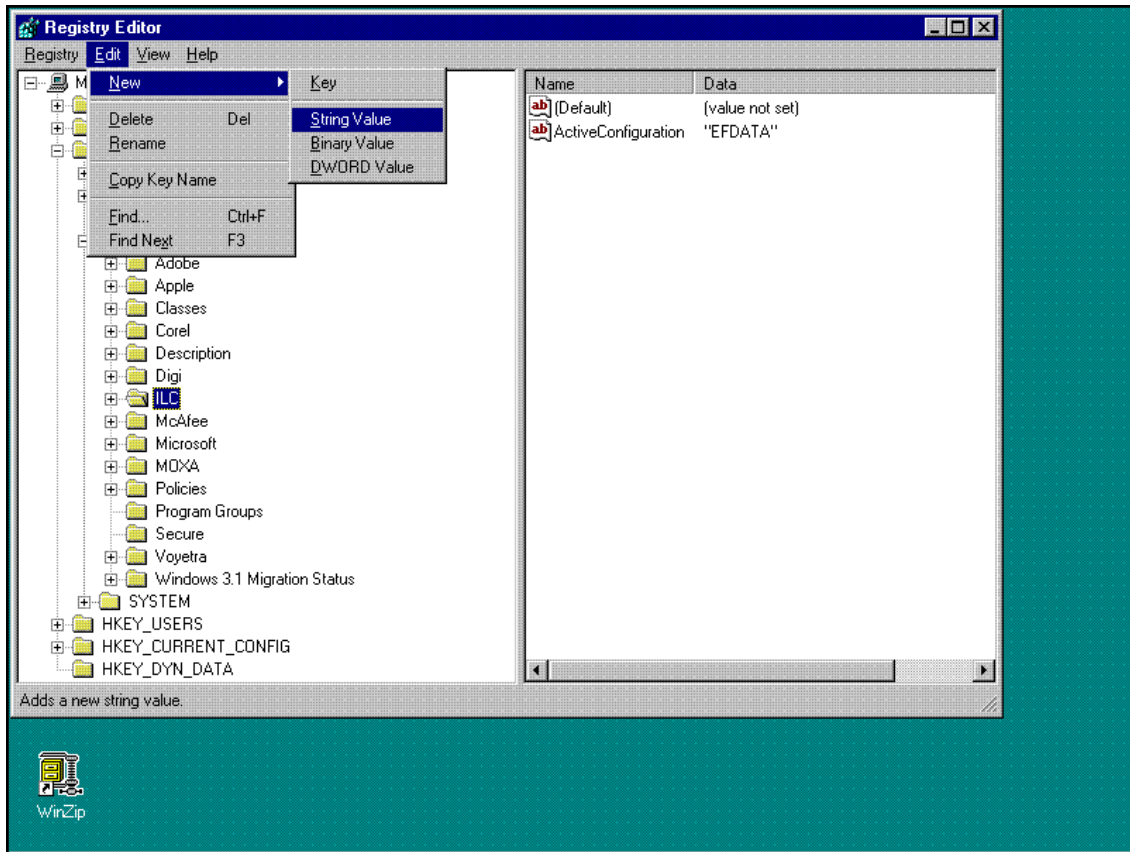 Registry Editor
Registry Edit View Help
M
New
Delete Del
Rename
Copy Key Name
Find... Ctrl+F
Find Next F3
Key
String Value
Binary Value
DWORD Value
Name Data
(Default) (value not set)
ActiveConfiguration "EFDATA"
Adobe
Apple
Classes
Corel
Description
Digi
ILC
McAfee
Microsoft
MOXA
Policies
Program Groups
Secure
Voyetra
Windows 3.1 Migration Status
SYSTEM
HKEY_USERS
HKEY_CURRENT_CONFIG
HKEY_DYN_DATA
Adds a new string value.
WinZip